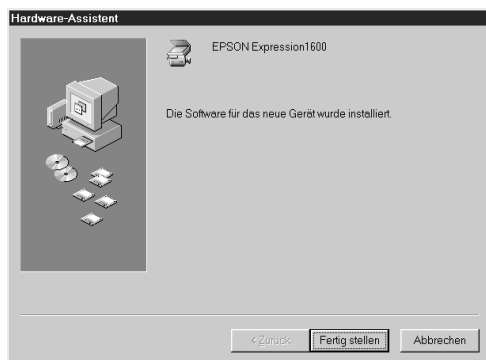 Hardware-Assistent
EPSON Expression1600
Die Software für das neue Gerät wurde installiert.
< Zurück
Fertig stellen
Abbrechen